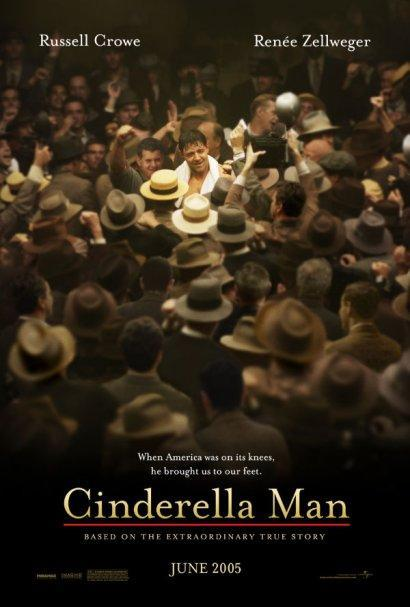 Russell Crowe
Renée Zellweger
When America was on its knees,
he brought us to our feet.
Cinderella Man
BASED ON THE EXTRAORDINARY TRUE STORY
JUNE 2005